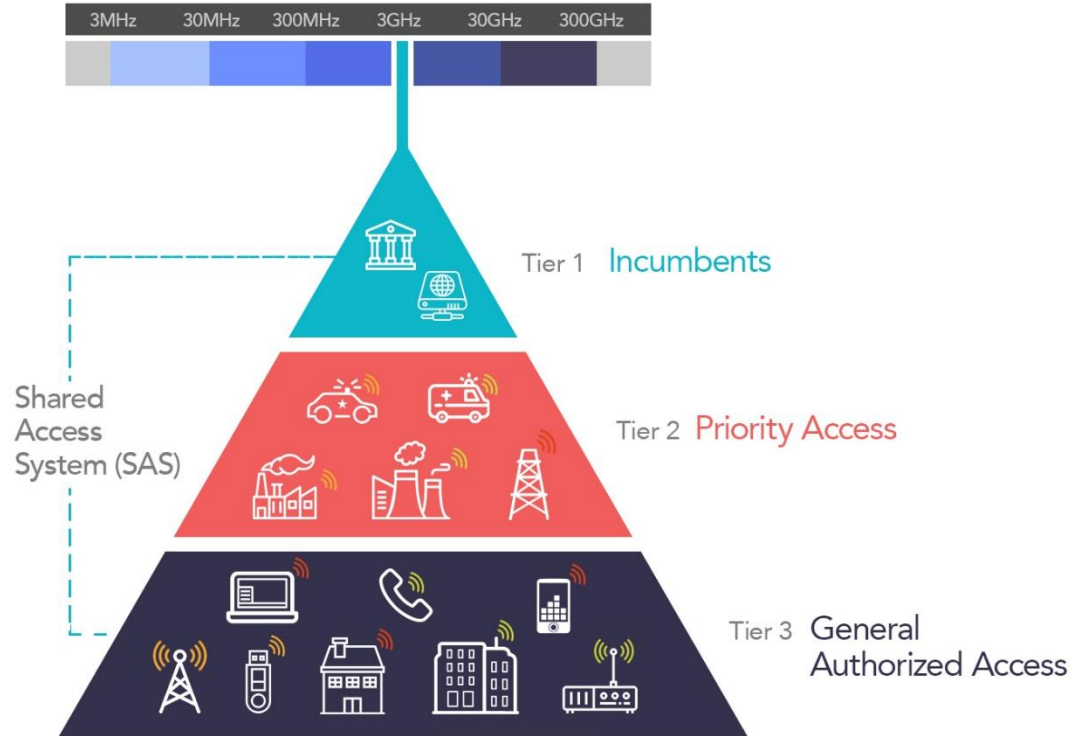 3MHz 30MHz 300MHz 3GHz 30GHz 300GHz
Tier 1 Incumbents
Shared
Access
System (SAS)
Tier 2 Priority Access
Tier 3 General
Authorized Access